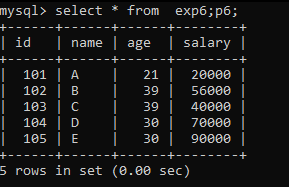 mysql> select * from  exp6;p6;
+------+------+------+--------+
| id   | name | age  | salary |
+------+------+------+--------+
|  101 | A    |   21 |  20000 |
|  102 | B    |   39 |  56000 |
|  103 | C    |   39 |  40000 |
|  104 | D    |   30 |  70000 |
|  105 | E    |   30 |  90000 |
+------+------+------+--------+
5 rows in set (0.00 sec)